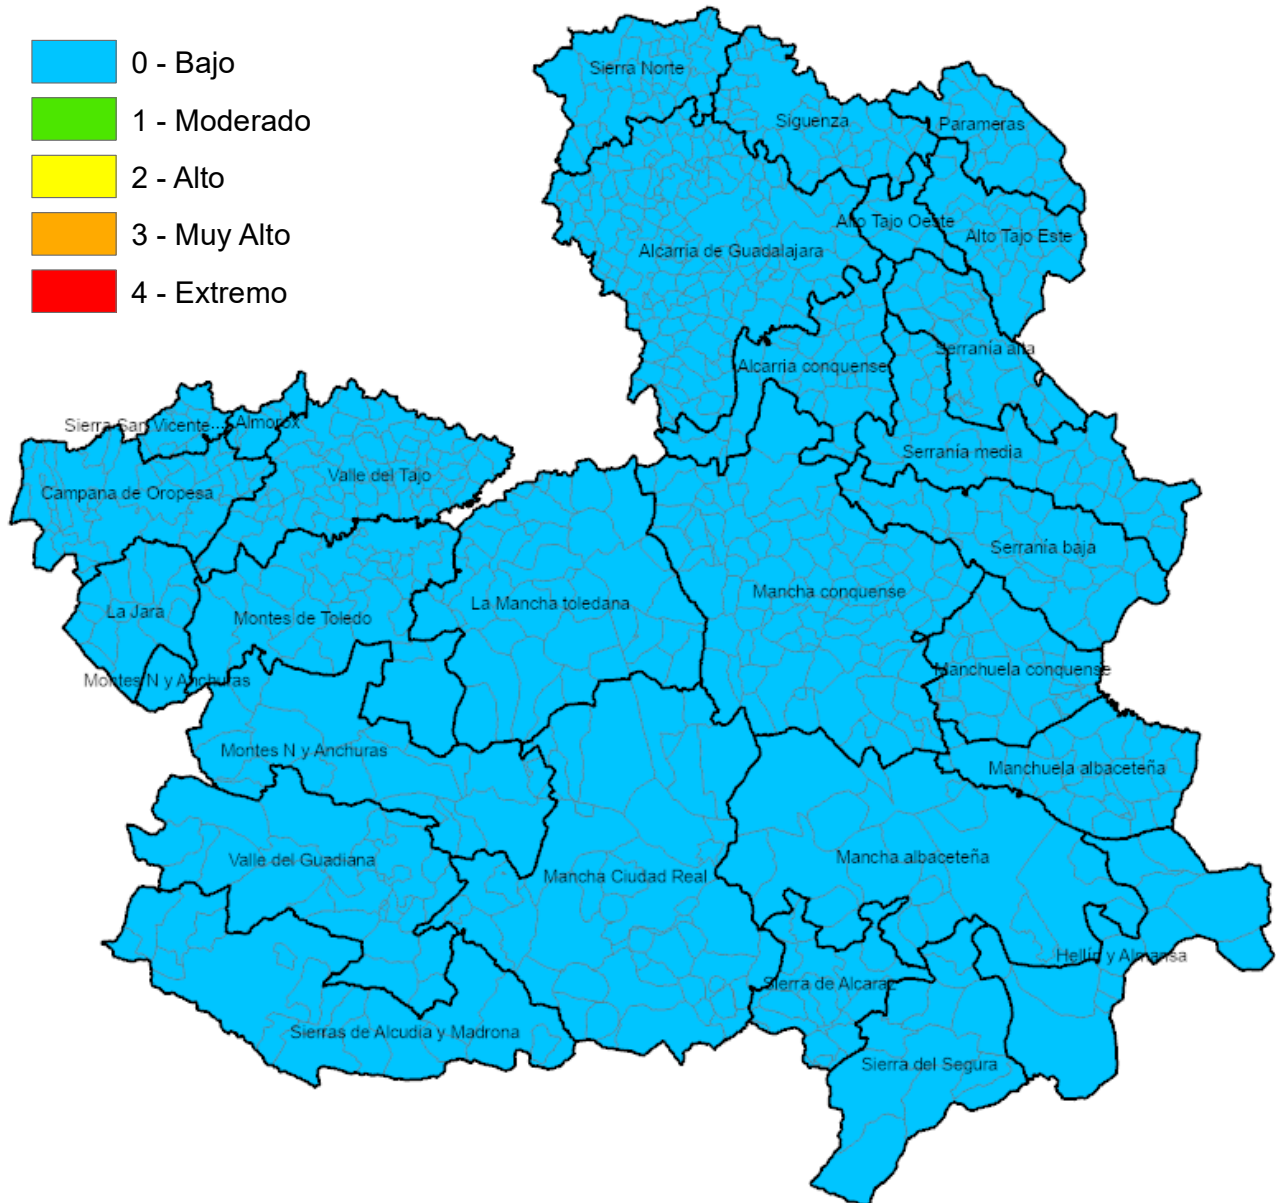 0 - Bajo
1 - Moderado
2 - Alto
3 - Muy Alto
4 - Extremo
Sierra Norte
Siguenza
Parameras
Alto Tajo Oeste
Alto Tajo Este
Alcarria de Guadalajara
Serranía alta
Alcarria conquense
Sierra San Vicente...
Almorox
Serranía media
Valle del Tajo
Campana de Oropesa
Serranía baja
Mancha conquense
La Mancha toledana
La Jara
Montes de Toledo
Manchuela conquense
Montes N y Anchuras
Montes N y Anchuras
Manchuela albaceteña
Mancha albaceteña
Valle del Guadiana
Mancha Ciudad Real
Hellín y Almansa
Sierra de Alcaraz
Sierras de Alcudia y Madrona
Sierra del Segura